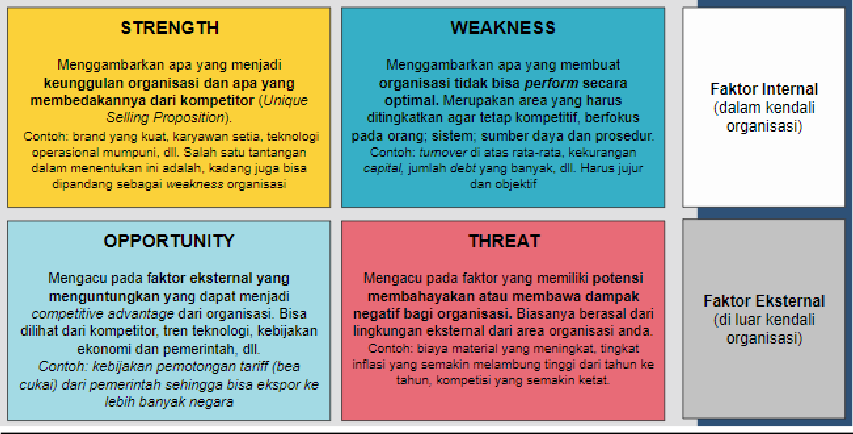 STRENGTH
Menggambarkan apa yang menjadi
keunggulan organisasi dan apa yang
membedakannya dari kompetitor (Unique
Selling Proposition).
Contoh: brand yang kuat, karyawan setia, teknologi
operasional mumpuni, dll. Salah satu tantangan
dalam menentukan ini adalah, kadang juga bisa
dipandang sebagai weakness organisasi
WEAKNESS
Menggambarkan apa yang membuat
organisasi tidak bisa perform secara
optimal. Merupakan area yang harus
ditingkatkan agar tetap kompetitif, berfokus
pada orang; sistem; sumber daya dan prosedur.
Contoh: turnover di atas rata-rata, kekurangan
capital, jumlah debt yang banyak, dll. Harus jujur
dan objektif
Faktor Internal
(dalam kendali
organisasi)
OPPORTUNITY
Mengacu pada faktor eksternal yang
menguntungkan yang dapat menjadi
competitive advantage dari organisasi. Bisa
dilihat dari kompetitor, tren teknologi, kebijakan
ekonomi dan pemerintah, dll.
Contoh: kebijakan pemotongan tariff (bea
cukai) dari pemerintah sehingga bisa ekspor ke
lebih banyak negara
THREAT
Mengacu pada faktor yang memiliki potensi
membahayakan atau membawa dampak
negatif bagi organisasi. Biasanya berasal dari
lingkungan eksternal dari area organisasi anda.
Contoh: biaya material yang meningkat, tingkat
inflasi yang semakin melambung tinggi dari tahun ke
tahun, kompetisi yang semakin ketat.
Faktor Eksternal
(di luar kendali
organisasi)